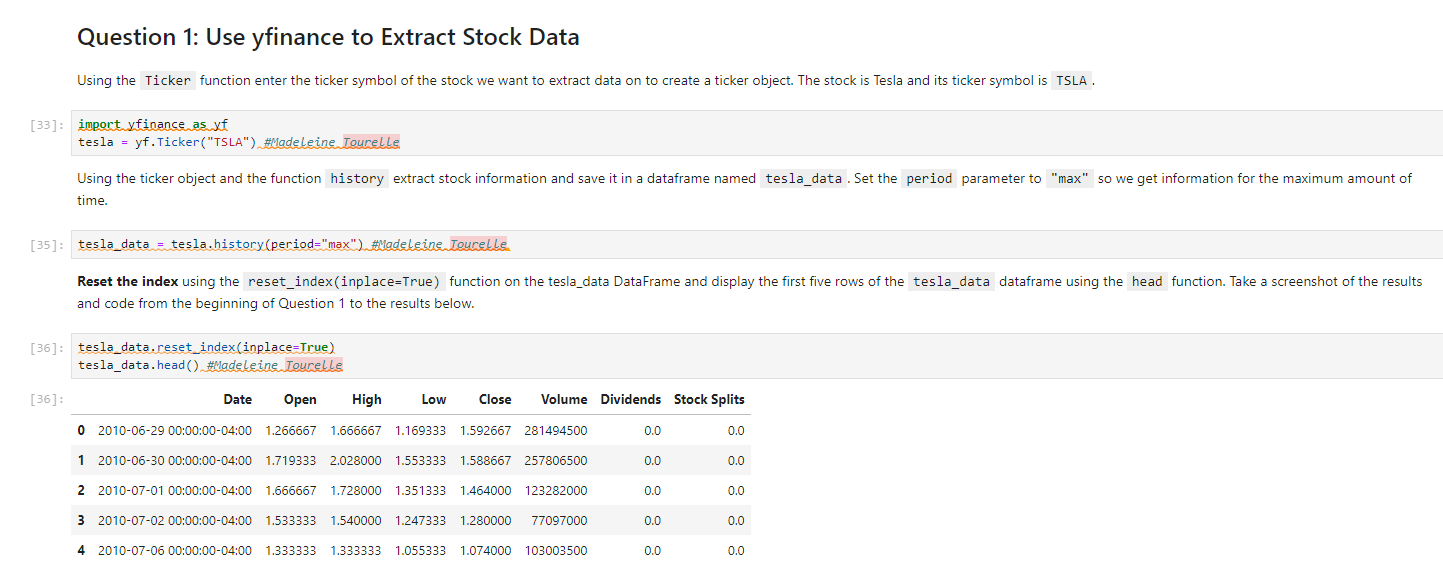 Question 1: Use yfinance to Extract Stock Data
Using the Ticker function enter the ticker symbol of the stock we want to extract data on to create a ticker object. The stock is Tesla and its ticker symbol is TSLA .
[33]: import yfinance as yf
tesla = yf.Ticker("TSLA") #Madeleine Tourelle
Using the ticker object and the function history extract stock information and save it in a dataframe named tesla_data . Set the period parameter to "max" so we get information for the maximum amount of
time.
[35]: tesla_data = tesla.history(period="max") #Madeleine Tourelle
Reset the index using the reset_index(inplace=True) function on the tesla_data DataFrame and display the first five rows of the tesla_data dataframe using the head function. Take a screenshot of the results
and code from the beginning of Question 1 to the results below.
[36]: tesla_data.reset_index(inplace=True)
tesla_data.head() #Madeleine Tourelle
[36]: Date Open High Low Close Volume Dividends Stock Splits
0 2010-06-29 00:00:00-04:00 1.266667 1.666667 1.169333 1.592667 281494500 0.0 0.0
1 2010-06-30 00:00:00-04:00 1.719333 2.028000 1.553333 1.588667 257806500 0.0 0.0
2 2010-07-01 00:00:00-04:00 1.666667 1.728000 1.351333 1.464000 123282000 0.0 0.0
3 2010-07-02 00:00:00-04:00 1.533333 1.540000 1.247333 1.280000 77097000 0.0 0.0
4 2010-07-06 00:00:00-04:00 1.333333 1.333333 1.055333 1.074000 103003500 0.0 0.0